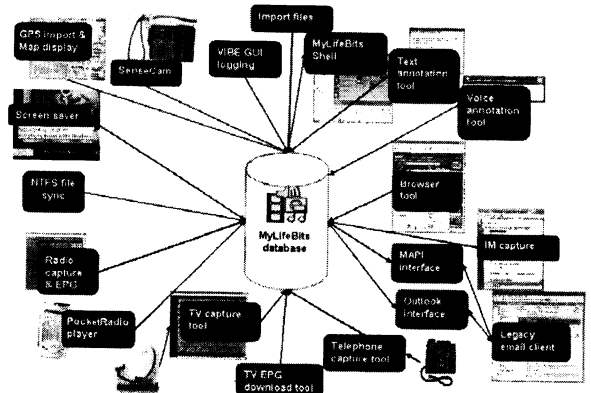 Import files
GPS import &
Map display
SenseCam
VIBE GUI
logging
MyLifeBits
Shell
Text
annotation
tool
Voice
annotation
tool
Screen saver
Browser
tool
NTFS file
sync
MyLifeBits
database
IM capture
MAPI
interface
Radio
capture
& EPG
Outlook
interface
PocketRadio
player
TV capture
tool
Legacy
email client
Telephone
capture tool
TV EPG
download tool